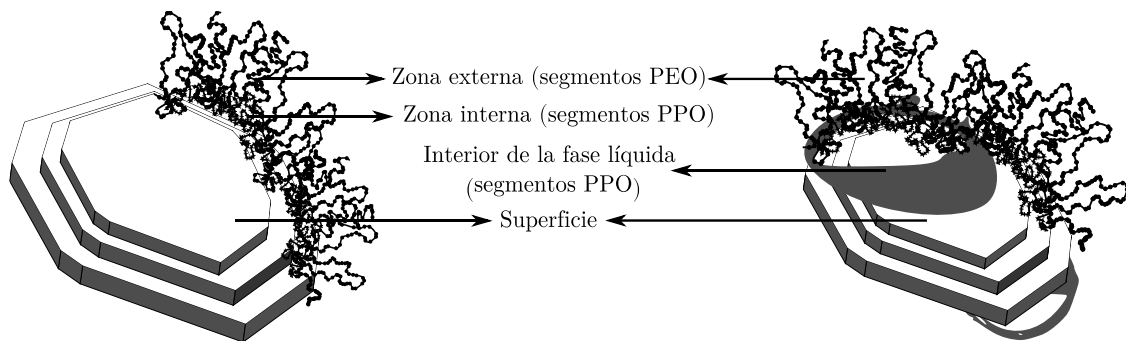 Zona externa (segmentos PEO)
Zona interna (segmentos PPO)
Interior de la fase líquida
(segmentos PPO)
Superficie